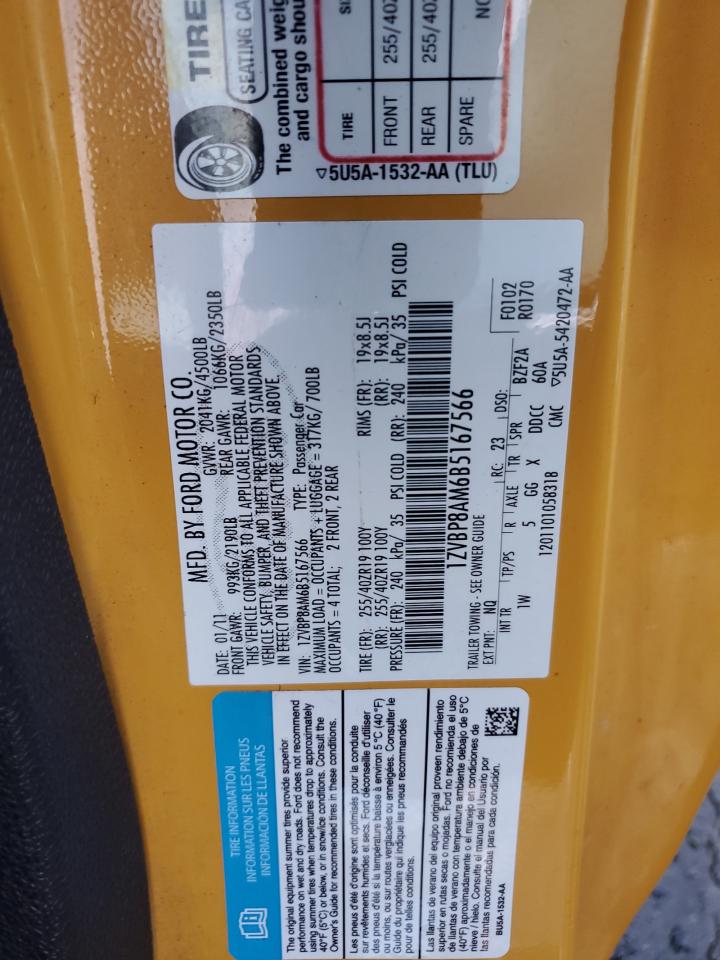 TIRE INFORMATION
INFORMATION SUR LES PNEUS
INFORMACIÓN DE LLANTAS
The original equipment summer tires provide superior
performance on wet and dry roads. Ford does not recommend
using summer tires when temperatures drop to approximately
40°F (5°C) or below, or in snow/ice conditions. Consult the
Owner's Guide for recommended tires in these conditions.
Les pneus d'été d'origine sont optimisés pour la conduite
sur revêtements humides et secs. Ford déconseille d'utiliser
des pneus d'été si la température baisse à environ 5 °C (40 °F)
ou moins, ou sur routes verglacées ou enneigées. Consulter le
Guide du propriétaire qui indique les pneus recommandés
pour de telles conditions.
Las llantas de verano del equipo original proveen rendimiento
superior en rutas secas o mojadas. Ford no recomienda el uso
de llantas de verano con temperatura ambiente debajo de 5°C
(40°F) aproximadamente o el manejo en condiciones de
nieve / hielo. Consulte el manual del Usuario por
las llantas recomendadas para cada condición.
BU5A-1532-AA
MFD. BY FORD MOTOR CO.
DATE: 01/11 GVWR: 2041KG/4500LB
FRONT GAWR: 993KG/2190LB REAR GAWR: 1066KG/2350LB
THIS VEHICLE CONFORMS TO ALL APPLICABLE FEDERAL MOTOR
VEHICLE SAFETY, BUMPER, AND THEFT PREVENTION STANDARDS
IN EFFECT ON THE DATE OF MANUFACTURE SHOWN ABOVE.
VIN: 1ZVBP8AM6B5167566 TYPE: Passenger Car
MAXIMUM LOAD = OCCUPANTS + LUGGAGE = 317KG/700LB
OCCUPANTS = 4 TOTAL; 2 FRONT, 2 REAR
TIRE (FR): 255/40ZR19 100Y RIMS (FR): 19x8.5J
(RR): 255/40ZR19 100Y (RR): 19x8.5J
PRESSURE (FR): 240 kPa/ 35 PSI COLD (RR): 240 kPa/ 35 PSI COLD
1ZVBP8AM6B5167566
TRAILER TOWING - SEE OWNER GUIDE
EXT PNT: NQ RC: 23 DSO:
INT TR TP/PS R AXLE TR SPR BZF2A F0102
1W 5 GG X DDCC 60A R0170
12011010583 1B CMC ▽5U5A-5420472-AA
TIRE
SEATING CA
The combined weig
and cargo shou
TIRE SI
FRONT 255/40Z
REAR 255/40Z
SPARE NO
▽5U5A-1532-AA (TLU)